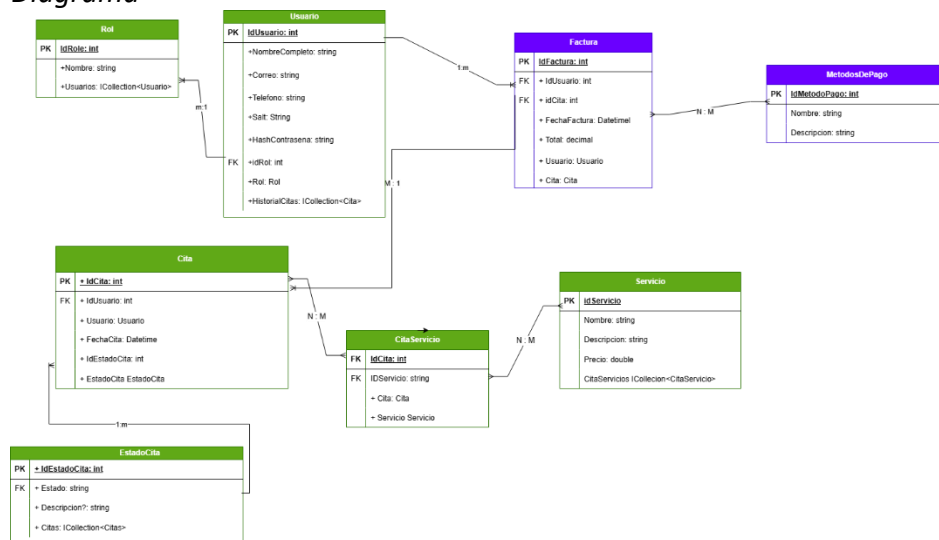 Diagrama
Rol
PK IdRole: int
+Nombre: string
+Usuarios: ICollection<Usuario>
Usuario
PK IdUsuario: int
+NombreCompleto: string
+Correo: string
+Telefono: string
+Salt: String
+HashContrasena: string
FK +idRol: int
+Rol: Rol
+HistorialCitas: ICollection<Cita>
Factura
PK IdFactura: int
FK + IdUsuario: int
FK + idCita: int
+ FechaFactura: Datetimel
+ Total: decimal
+ Usuario: Usuario
+ Cita: Cita
MetodosDePago
PK IdMetodoPago: int
Nombre: string
Descripcion: string
1:m
m:1
N : M
M : 1
Cita
PK + IdCita: int
FK + IdUsuario: int
+ Usuario: Usuario
+ FechaCita: Datetime
+ IdEstadoCita: int
+ EstadoCita EstadoCita
N : M
CitaServicio
FK IdCita: int
FK IDServicio: string
+ Cita: Cita
+ Servicio Servicio
N : M
Servicio
PK idServicio
Nombre: string
Descripcion: string
Precio: double
CitaServicios ICollecion<CitaServicio>
1:m
EstadoCita
PK + IdEstadoCita: int
FK + Estado: string
+ Descripcion?: string
+ Citas: ICollection<Citas>